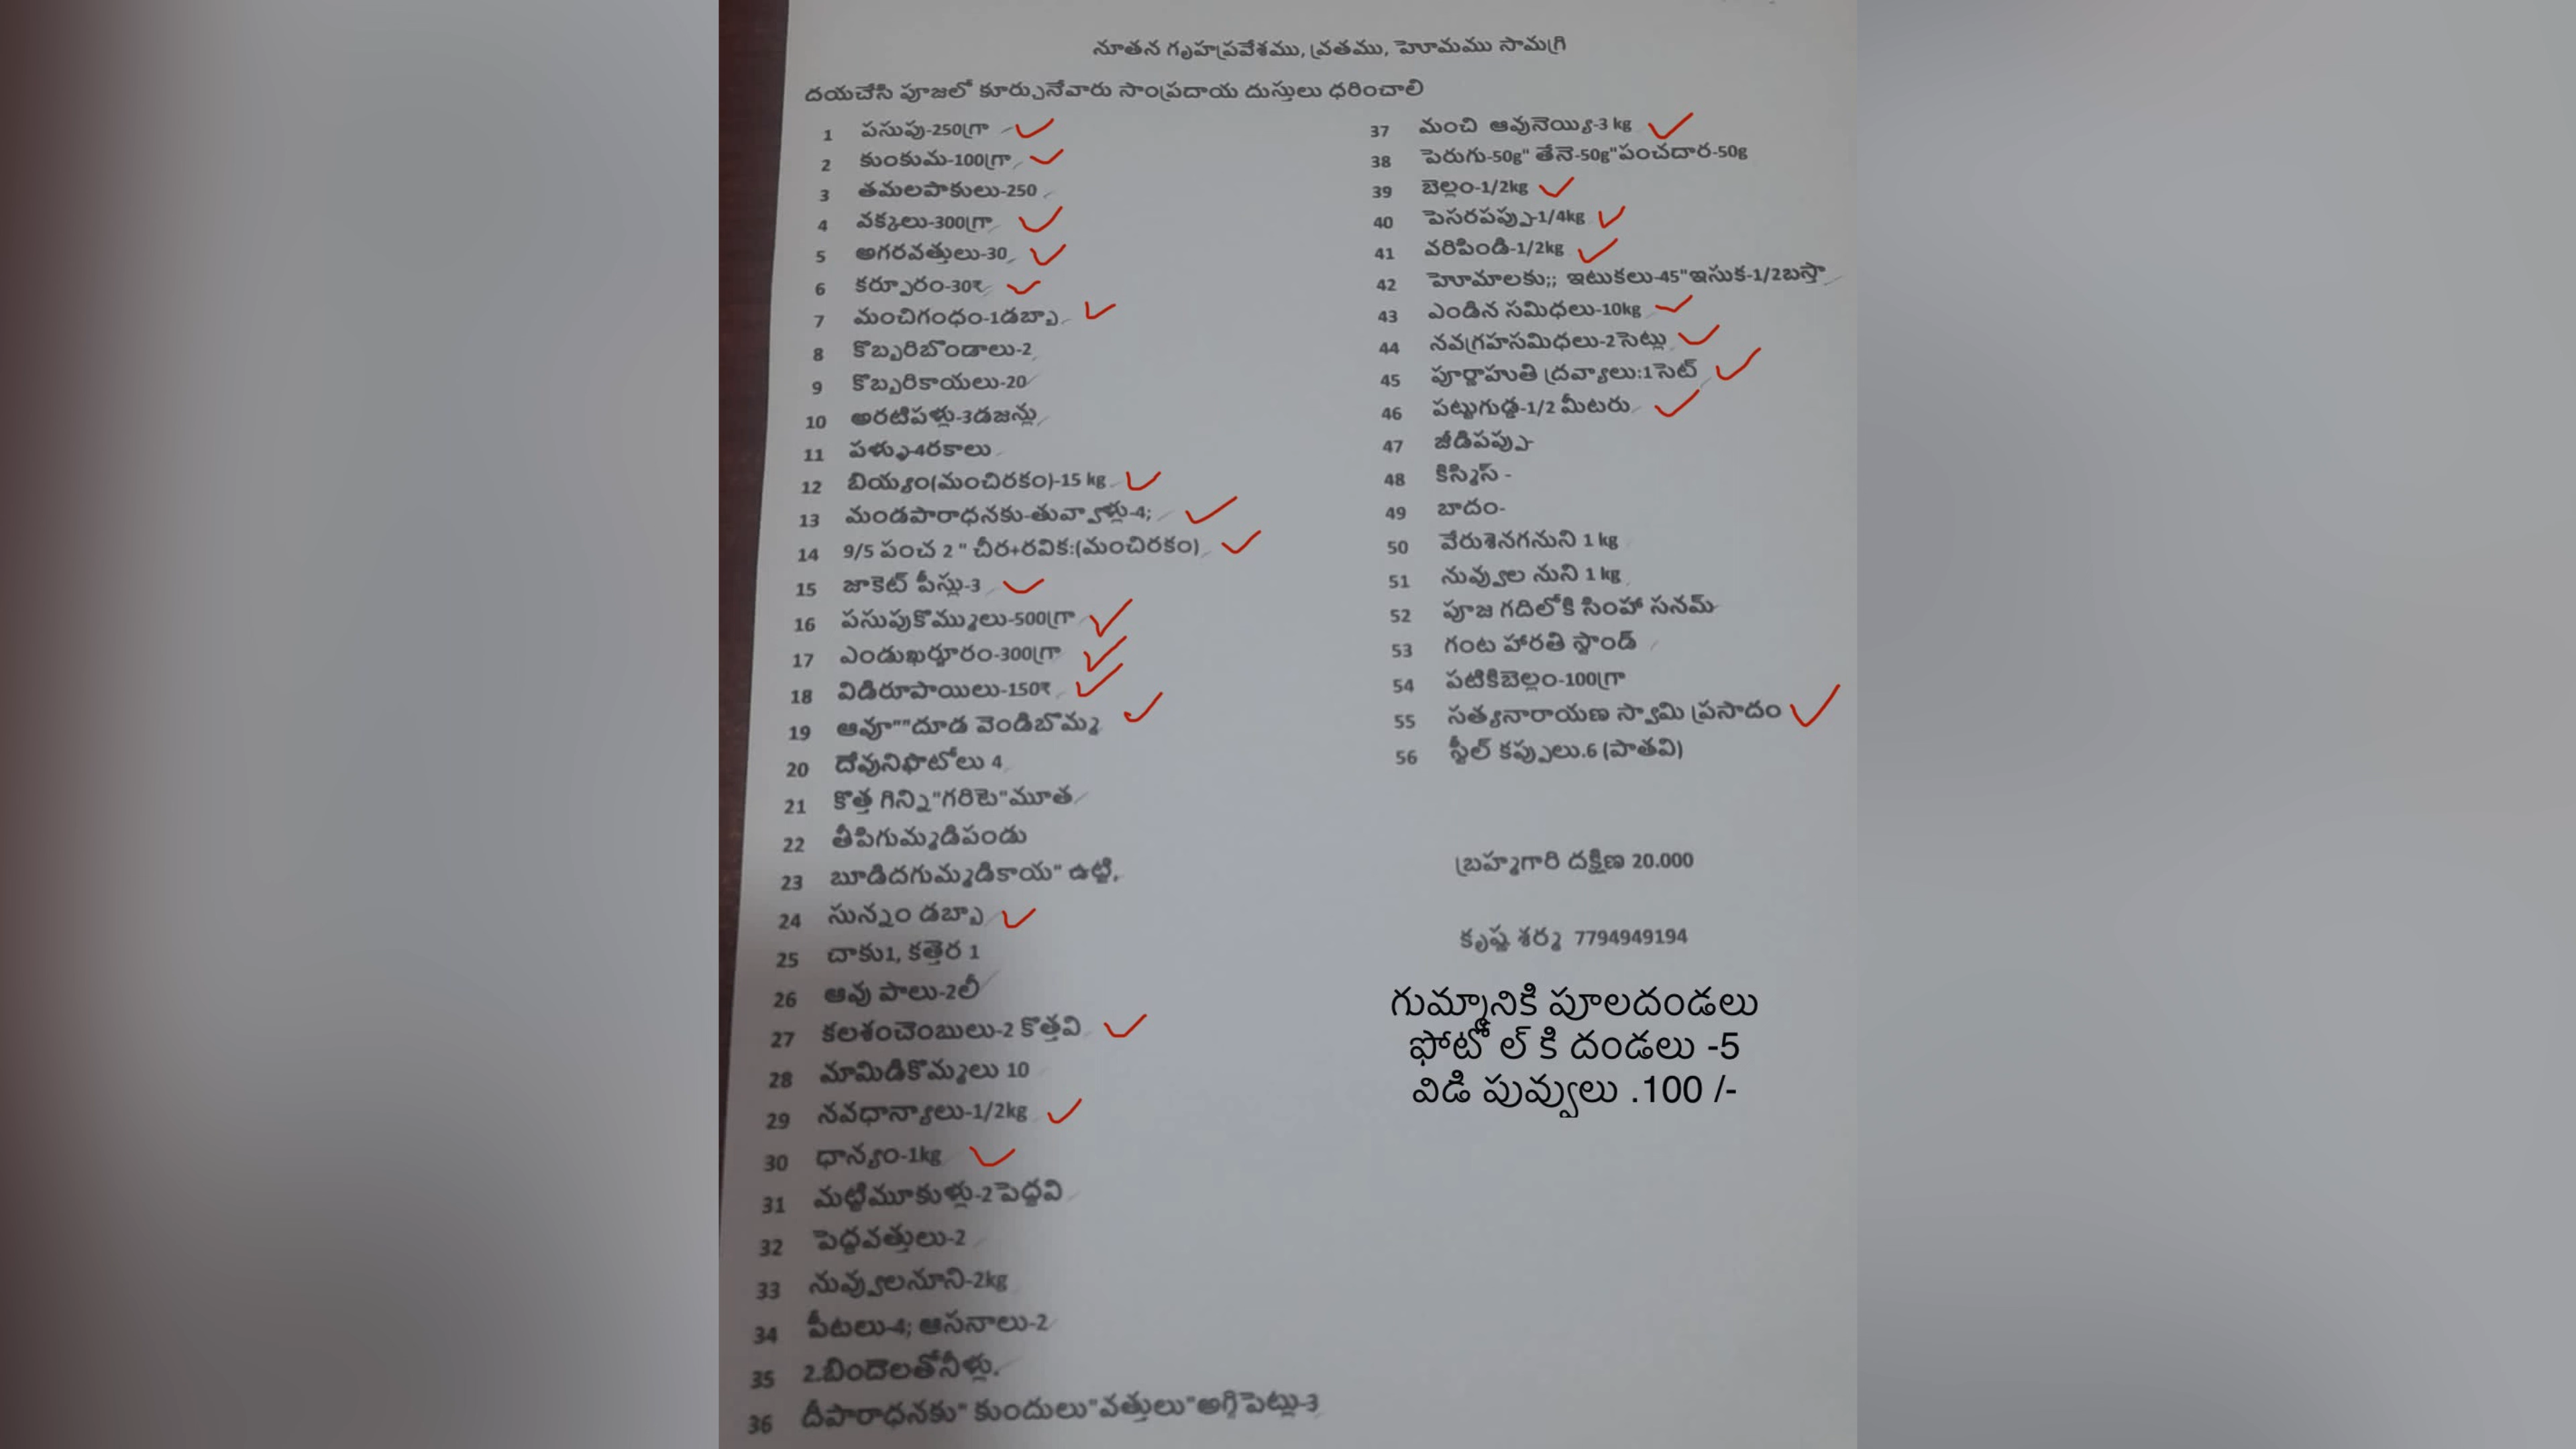 నూతన గృహప్రవేశము, వ్రతము, హెూమము సామగ్రి
దయచేసి పూజలో కూర్చునేవారు సాంప్రదాయ దుస్తులు ధరించాలి
1 పసుపు-250గ్రా
2 కుంకుమ-100గ్రా
3 తమలపాకులు-250
4 వక్కలు-300గ్రా
5 అగరవత్తులు-30
6 కర్పూరం-30₹
7 మంచిగంధం-1డబ్బా
8 కొబ్బరిబొండాలు-2
9 కొబ్బరికాయలు-20
10 అరటిపళ్లు-3డజన్లు
11 పళ్ళు-4రకాలు
12 బియ్యం(మంచిరకం)-15 kg
13 మండపారాధనకు-తువ్వాళ్లు-4;
14 9/5 పంచ 2 " చీర+రవిక:(మంచిరకం)
15 జాకెట్ పీస్లు-3
16 పసుపుకొమ్ములు-500గ్రా
17 ఎండుఖర్జూరం-300గ్రా
18 విడిరూపాయిలు-150₹
19 ఆవూ""దూడ వెండిబొమ్మ
20 దేవునిఫొటోలు 4
21 కొత్త గిన్ని"గరిటె"మూత
22 తీపిగుమ్మడిపండు
23 బూడిదగుమ్మడికాయ" ఉట్టి,
24 సున్నం డబ్బా
25 చాకు1, కత్తెర 1
26 ఆవు పాలు-2లీ
27 కలశంచెంబులు-2 కొత్తవి
28 మామిడికొమ్మలు 10
29 నవధాన్యాలు-1/2kg
30 ధాన్యం-1kg
31 మట్టిమూకుళ్లు-2పెద్దవి
32 పెద్దవత్తులు-2
33 నువ్వులనూని-2kg
34 పీటలు-4; ఆసనాలు-2
35 2.బిందెలతోనీళ్లు.
36 దీపారాధనకు" కుందులు"వత్తులు"అగ్గిపెట్లు-3
37 మంచి ఆవునెయ్యి-3 kg
38 పెరుగు-50g" తేనె-50g"పంచదార-50g
39 బెల్లం-1/2kg
40 పెసరపప్పు-1/4kg
41 వరిపిండి-1/2kg
42 హెూమాలకు;; ఇటుకలు-45"ఇసుక-1/2బస్తా
43 ఎండిన సమిధలు-10kg
44 నవగ్రహసమిధలు-2సెట్లు
45 పూర్ణాహుతి ద్రవ్యాలు:1సెట్
46 పట్టుగుడ్డ-1/2 మీటరు
47 జీడిపప్పు-
48 కిస్మిస్ -
49 బాదం-
50 వేరుశెనగనుని 1 kg
51 నువ్వుల నుని 1 kg
52 పూజ గదిలోకి సింహా సనమ్
53 గంట హారతి స్టాండ్
54 పటికిబెల్లం-100గ్రా
55 సత్యనారాయణ స్వామి ప్రసాదం
56 స్టీల్ కప్పులు.6 (పాతవి)
బ్రహ్మగారి దక్షిణ 20.000
కృష్ణ శర్మ 7794949194
గుమ్మానికి పూలదండలు
ఫోటో ల్ కి దండలు -5
విడి పువ్వులు .100 /-